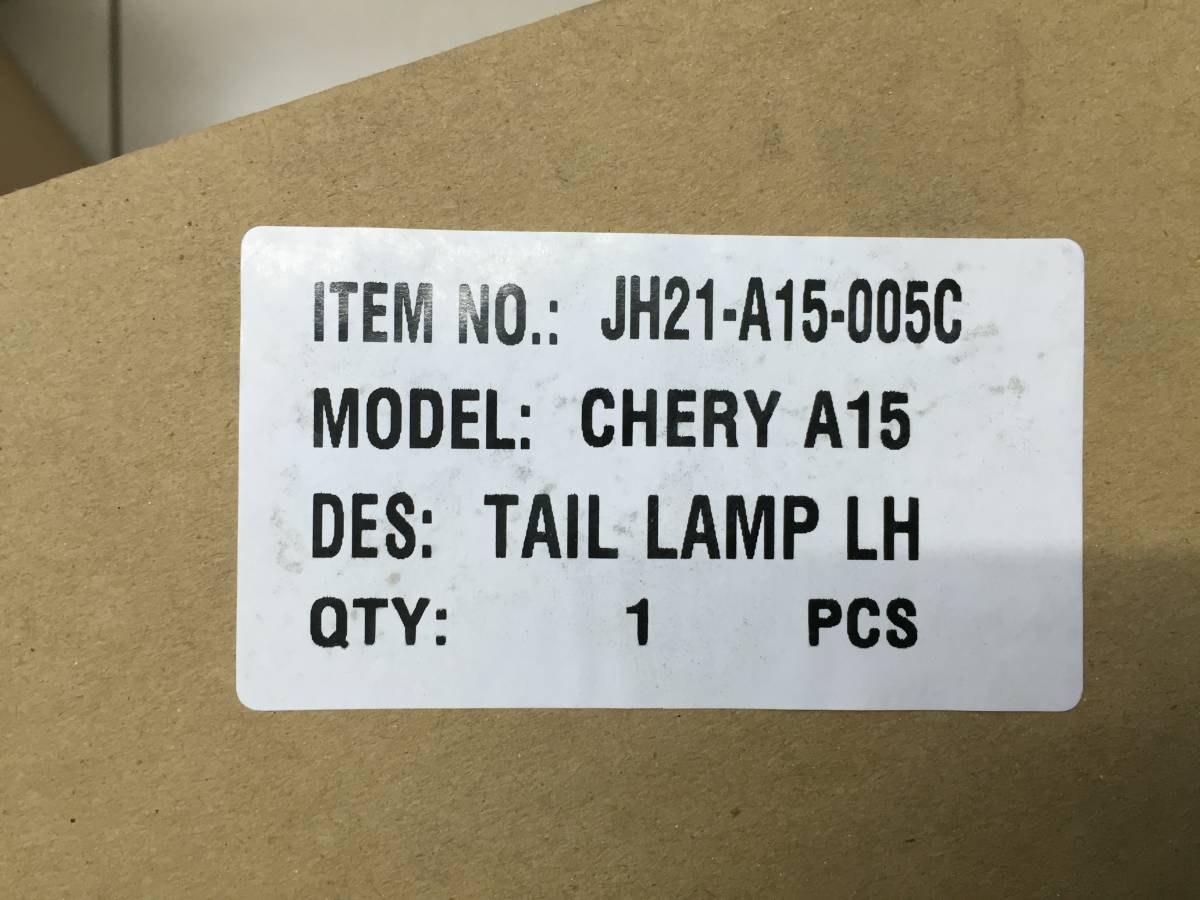 ITEM NO.: JH21-A15-005C
MODEL: CHERY A15
DES: TAIL LAMP LH
QTY: 1 PCS